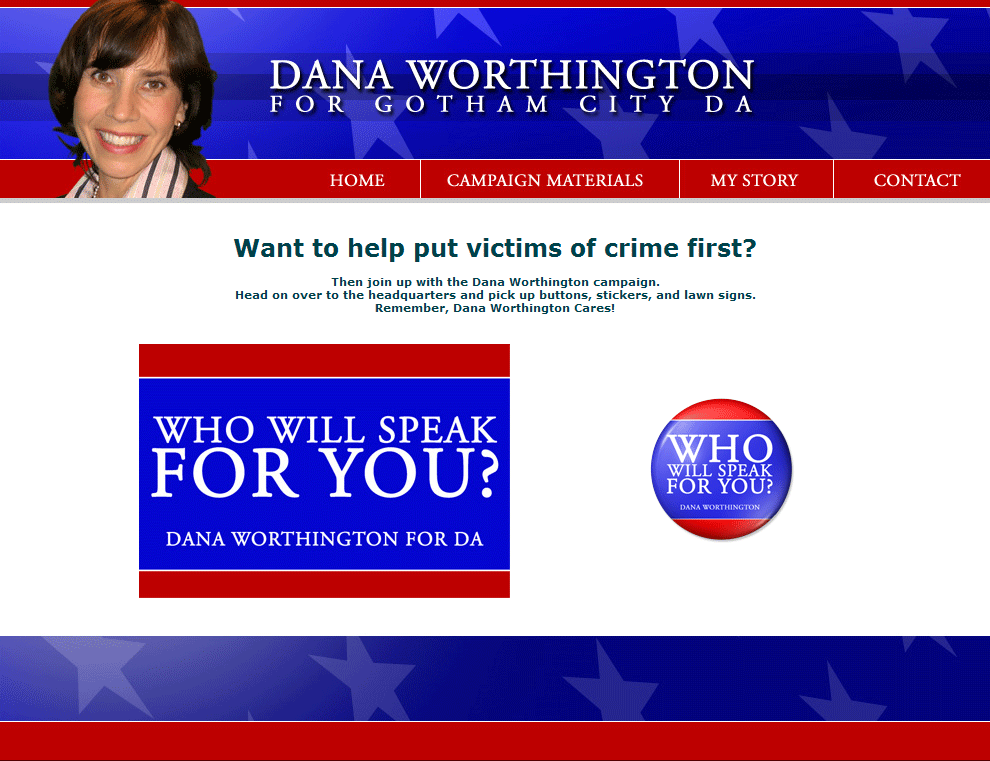 DANA WORTHINGTON
FOR GOTHAM CITY DA
HOME
CAMPAIGN MATERIALS
MY STORY
CONTACT
Want to help put victims of crime first?
Then join up with the Dana Worthington campaign.
Head on over to the headquarters and pick up buttons, stickers, and lawn signs.
Remember, Dana Worthington Cares!
WHO WILL SPEAK
FOR YOU?
DANA WORTHINGTON FOR DA
WHO
WILL SPEAK
FOR YOU?
DANA WORTHINGTON